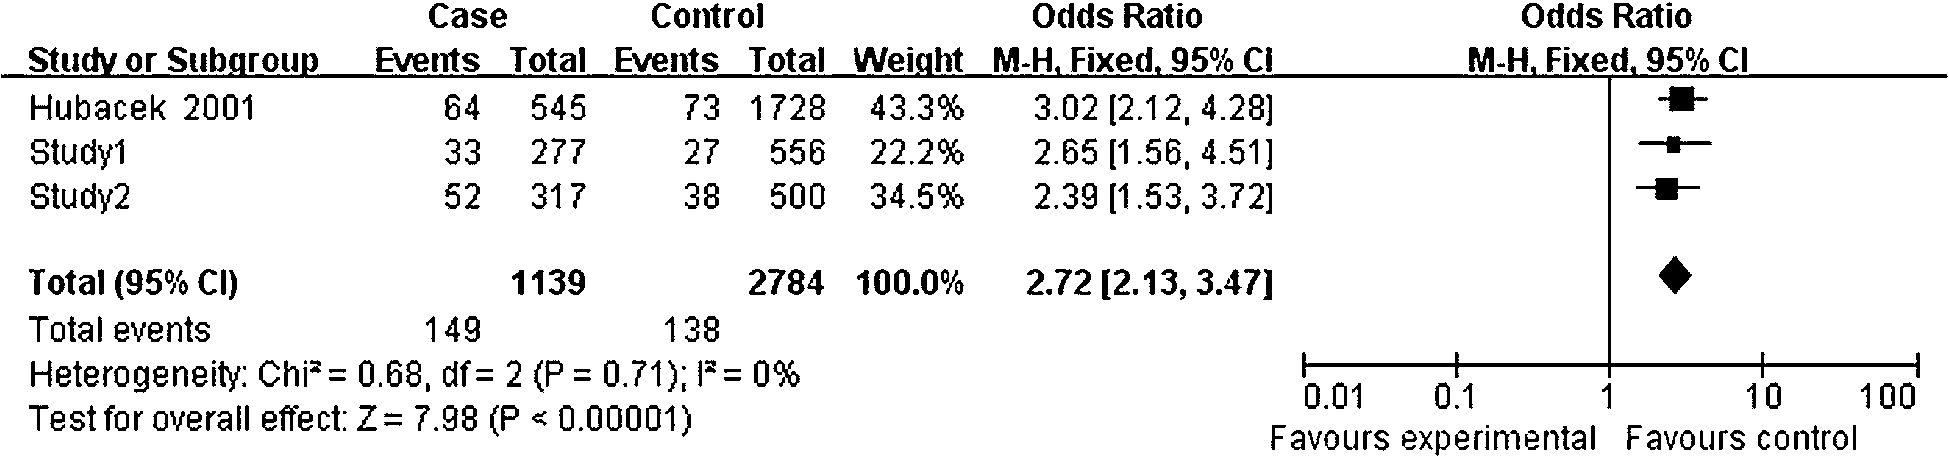 Case Control Odds Ratio Odds Ratio
Study or Subgroup Events Total Events Total Weight M-H, Fixed, 95% CI M-H, Fixed, 95% CI
Hubacek 2001 64 545 73 1728 43.3% 3.02 [2.12, 4.28]
Study1 33 277 27 556 22.2% 2.65 [1.56, 4.51]
Study2 52 317 38 500 34.5% 2.39 [1.53, 3.72]
Total (95% CI) 1139 2784 100.0% 2.72 [2.13, 3.47]
Total events 149 138
Heterogeneity: Chi² = 0.68, df = 2 (P = 0.71); I² = 0%
Test for overall effect: Z = 7.98 (P < 0.00001)
0.01 0.1 1 10 100
Favours experimental Favours control